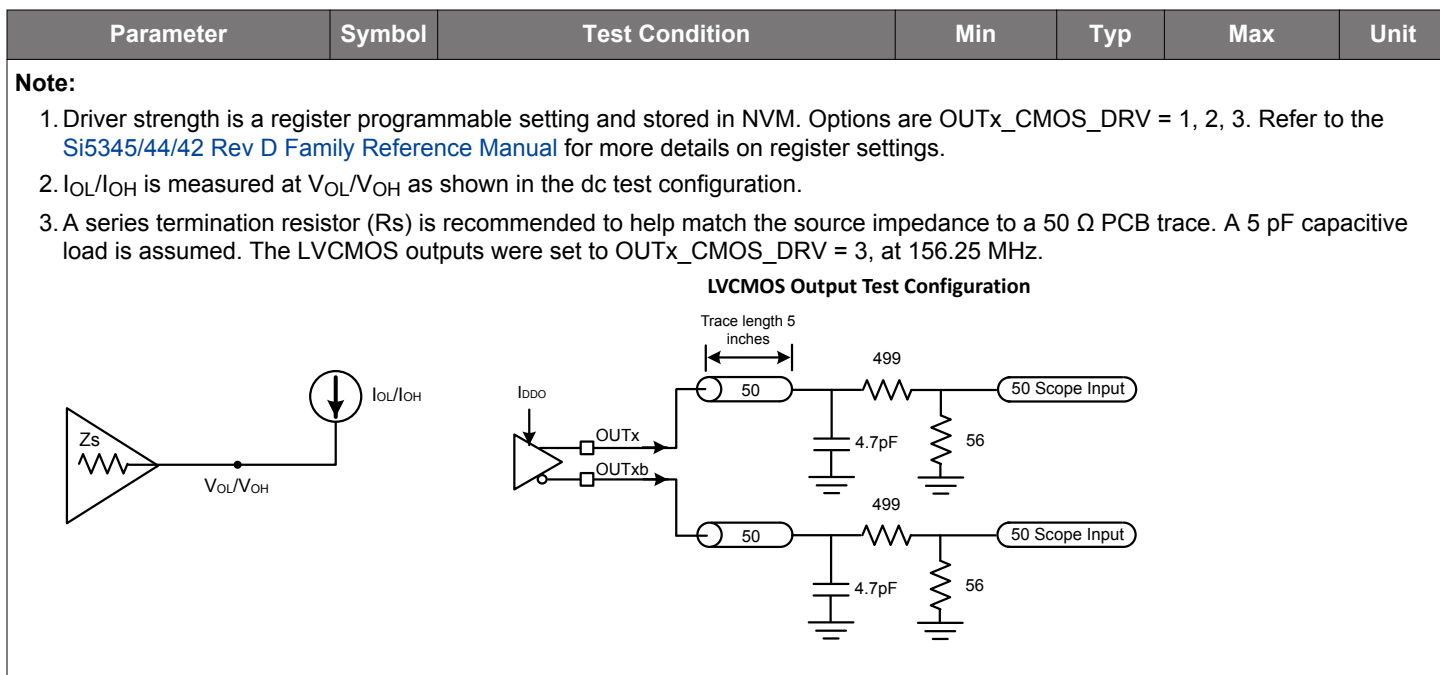 Parameter Symbol Test Condition Min Typ Max Unit
Note:
1. Driver strength is a register programmable setting and stored in NVM. Options are OUTx_CMOS_DRV = 1, 2, 3. Refer to the
Si5345/44/42 Rev D Family Reference Manual for more details on register settings.
2. IOL/IOH is measured at VOL/VOH as shown in the dc test configuration.
3. A series termination resistor (Rs) is recommended to help match the source impedance to a 50 Ω PCB trace. A 5 pF capacitive
load is assumed. The LVCMOS outputs were set to OUTx_CMOS_DRV = 3, at 156.25 MHz.
LVCMOS Output Test Configuration
Trace length 5
inches
499
IOL/IOH
IDDO
50
50 Scope Input
Zs
OUTx
4.7pF
56
VOL/VOH
OUTxb
499
50
50 Scope Input
4.7pF
56